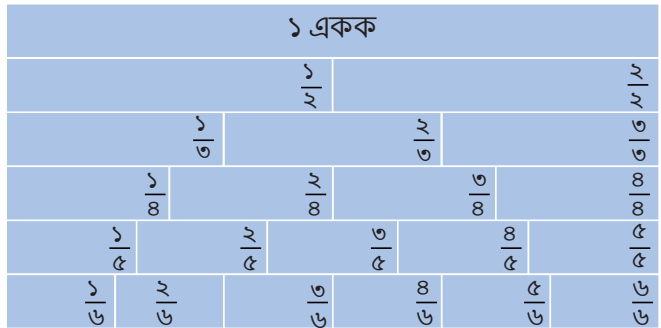 ১ একক
১/২ ২/২
১/৩ ২/৩ ৩/৩
১/৪ ২/৪ ৩/৪ ৪/৪
১/৫ ২/৫ ৩/৫ ৪/৫ ৫/৫
১/৬ ২/৬ ৩/৬ ৪/৬ ৫/৬ ৬/৬